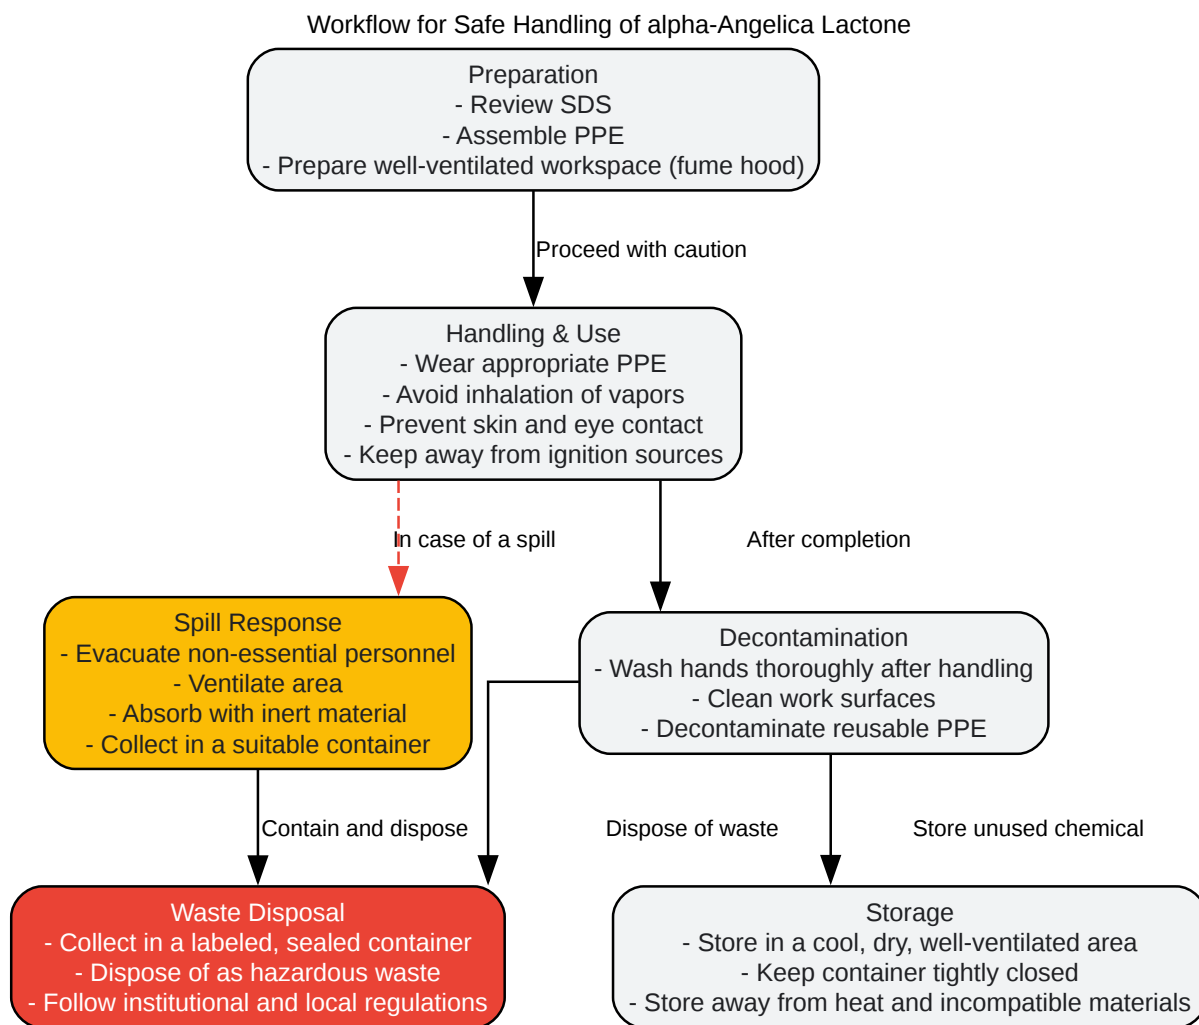 Workflow for Safe Handling of alpha-Angelica Lactone
Preparation
- Review SDS
- Assemble PPE
- Prepare well-ventilated workspace (fume hood)
Proceed with caution
Handling & Use
- Wear appropriate PPE
- Avoid inhalation of vapors
- Prevent skin and eye contact
- Keep away from ignition sources
In case of a spill
After completion
Spill Response
- Evacuate non-essential personnel
- Ventilate area
- Absorb with inert material
- Collect in a suitable container
Decontamination
- Wash hands thoroughly after handling
- Clean work surfaces
- Decontaminate reusable PPE
Contain and dispose
Dispose of waste
Store unused chemical
Waste Disposal
- Collect in a labeled, sealed container
- Dispose of as hazardous waste
- Follow institutional and local regulations
Storage
- Store in a cool, dry, well-ventilated area
- Keep container tightly closed
- Store away from heat and incompatible materials